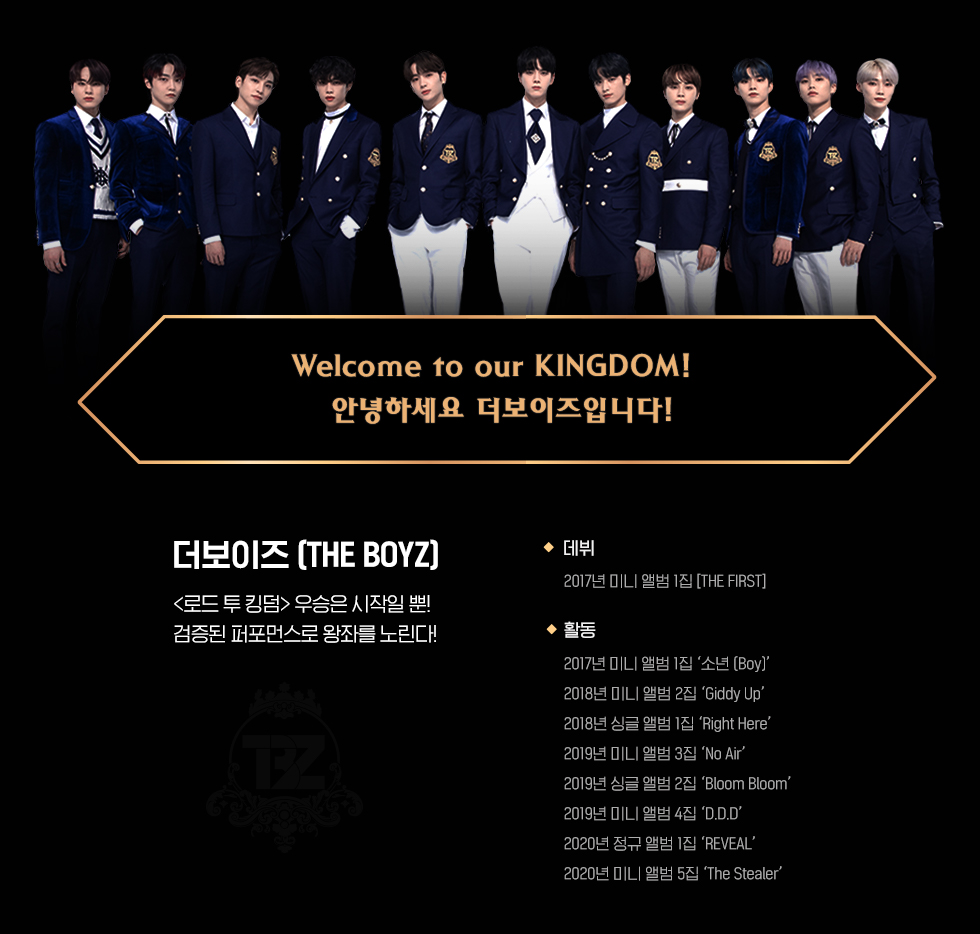 Welcome to our KINGDOM!
안녕하세요 더보이즈입니다!
더보이즈 (THE BOYZ)
<로드 투 킹덤> 우승은 시작일 뿐!
검증된 퍼포먼스로 왕좌를 노린다!
TBZ
데뷔
2017년 미니 앨범 1집 [THE FIRST]
활동
2017년 미니 앨범 1집 ‘소년 (Boy)’
2018년 미니 앨범 2집 ‘Giddy Up’
2018년 싱글 앨범 1집 ‘Right Here’
2019년 미니 앨범 3집 ‘No Air’
2019년 싱글 앨범 2집 ‘Bloom Bloom’
2019년 미니 앨범 4집 ‘D.D.D’
2020년 정규 앨범 1집 ‘REVEAL’
2020년 미니 앨범 5집 ‘The Stealer’